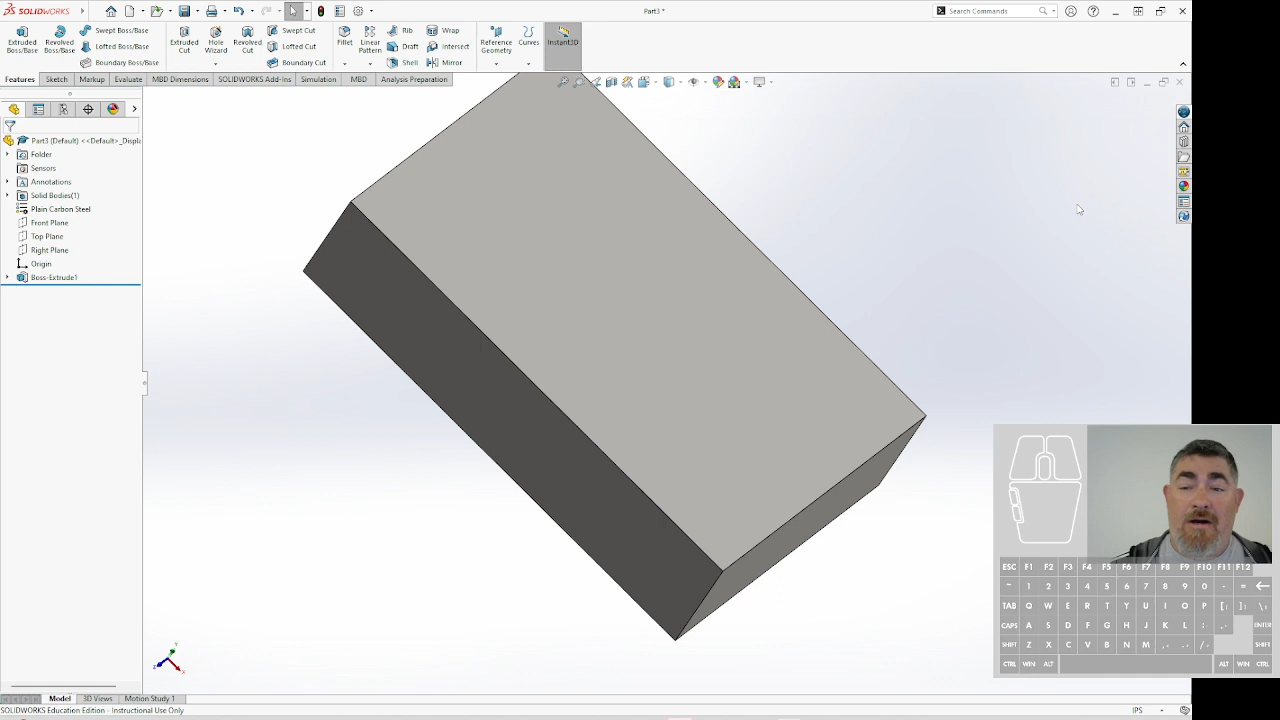 SOLIDWORKS
Part3 *
Search Commands
Extruded Boss/Base
Revolved Boss/Base
Swept Boss/Base
Lofted Boss/Base
Boundary Boss/Base
Extruded Cut
Hole Wizard
Revolved Cut
Swept Cut
Lofted Cut
Boundary Cut
Fillet
Linear Pattern
Rib
Draft
Shell
Wrap
Intersect
Mirror
Reference Geometry
Curves
Instant3D
Features Sketch Markup Evaluate MBD Dimensions SOLIDWORKS Add-Ins Simulation MBD Analysis Preparation
Part3 (Default) <<Default>_Displa
Folder
Sensors
Annotations
Solid Bodies(1)
Plain Carbon Steel
Front Plane
Top Plane
Right Plane
Origin
Boss-Extrude1
ESC F1 F2 F3 F4 F5 F6 F7 F8 F9 F10 F11 F12
~ 1 2 3 4 5 6 7 8 9 0 - =
TAB Q W E R T Y U I O P [ ] \
CAPS A S D F G H J K L ENTER
SHIFT Z X C V B N M SHIFT
CTRL WIN ALT ALT WIN CTRL
Model 3D Views Motion Study 1
SOLIDWORKS Education Edition - Instructional Use Only
IPS